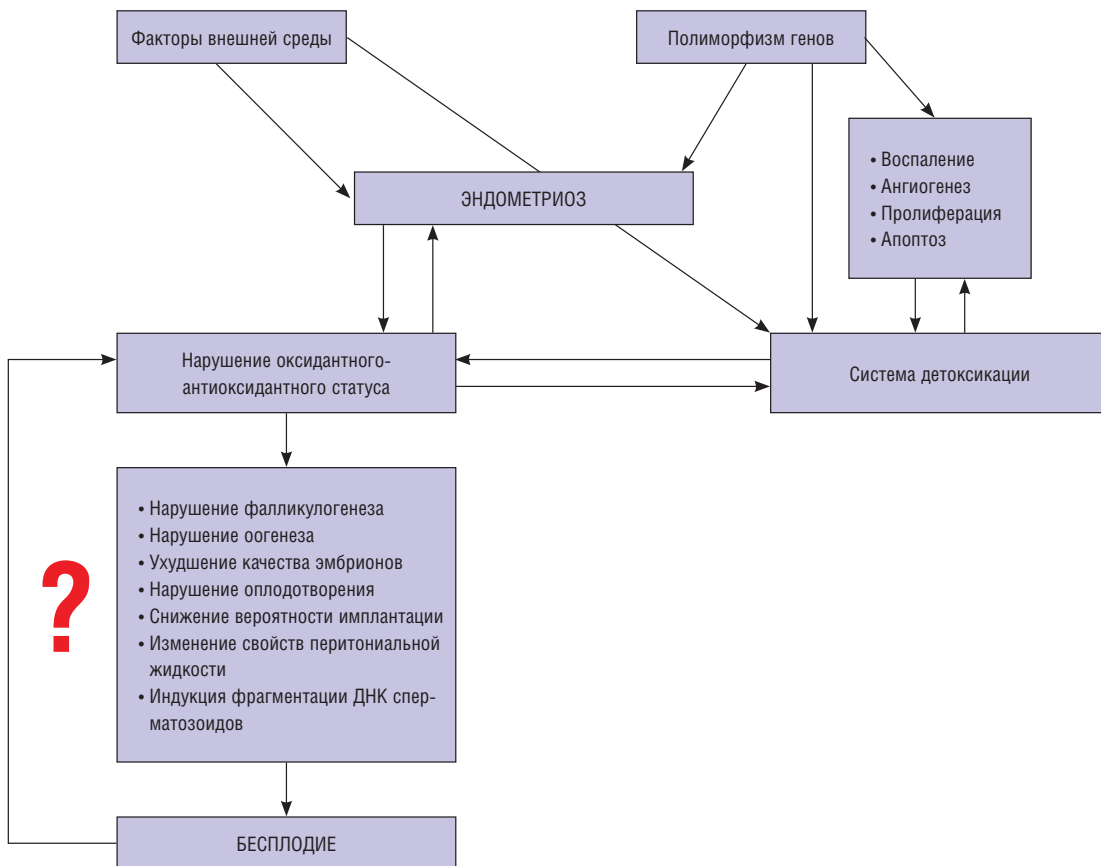 Факторы внешней среды
Полиморфизм генов
• Воспаление
• Ангиогенез
• Пролиферация
• Апоптоз
ЭНДОМЕТРИОЗ
Нарушение оксидантного-
антиоксидантного статуса
Система детоксикации
• Нарушение фалликулогенеза
• Нарушение оогенеза
• Ухудшение качества эмбрионов
• Нарушение оплодотворения
• Снижение вероятности имплантации
• Изменение свойств перитониальной
жидкости
• Индукция фрагментации ДНК спер-
матозоидов
?
БЕСПЛОДИЕ